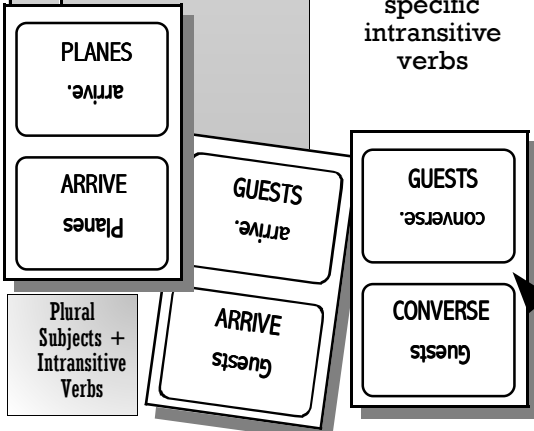 specific
intransitive
verbs
PLANES
arrive.
ARRIVE
Planes
GUESTS
arrive.
ARRIVE
Guests
GUESTS
converse.
CONVERSE
Guests
Plural
Subjects +
Intransitive
Verbs